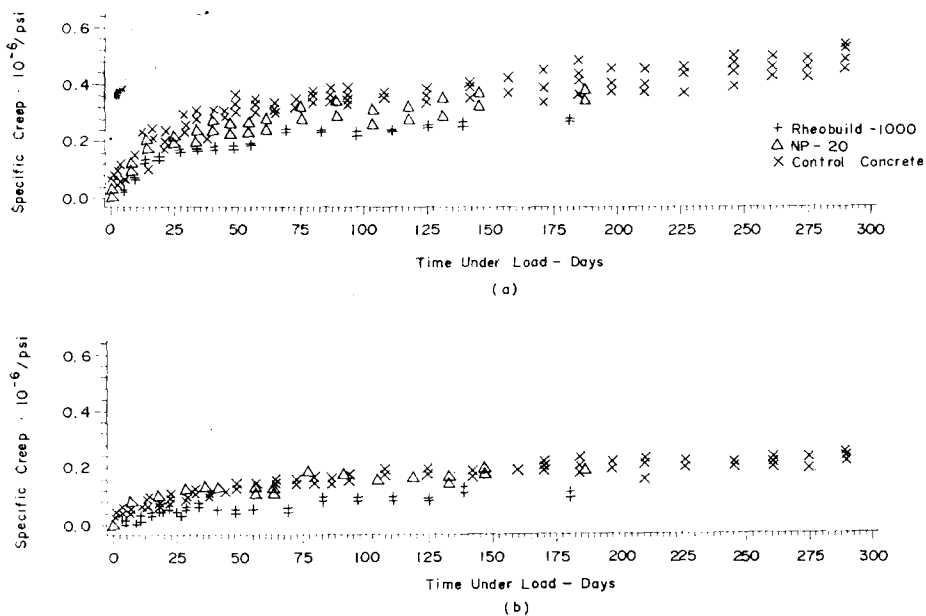 Specific Creep · 10⁻⁶/psi
0.6
0.4
0.2
0.0
+ Rheobuild -1000
△ NP-20
× Control Concrete
0 25 50 75 100 125 150 175 200 225 250 275 300
Time Under Load - Days
(a)
Specific Creep · 10⁻⁶/psi
0.6
0.4
0.2
0.0
0 25 50 75 100 125 150 175 200 225 250 275 300
Time Under Load - Days
(b)